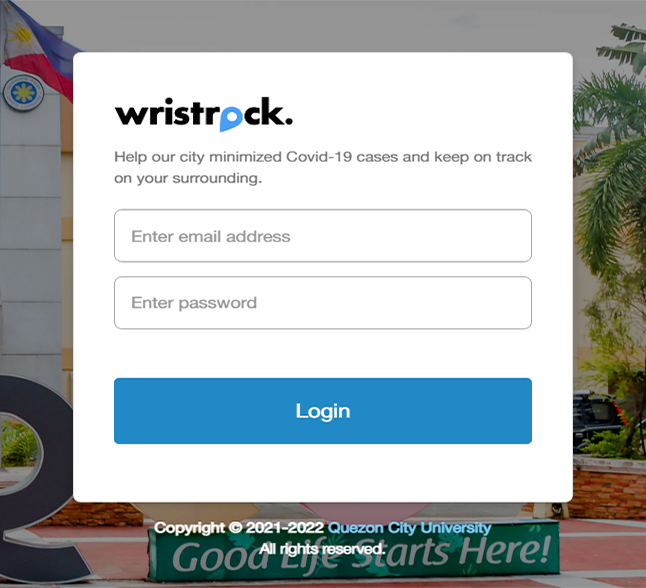 wristrack.
Help our city minimized Covid-19 cases and keep on track
on your surrounding.
Enter email address
Enter password
Login
Copyright © 2021-2022 Quezon City University
All rights reserved.
Good Life Starts Here!